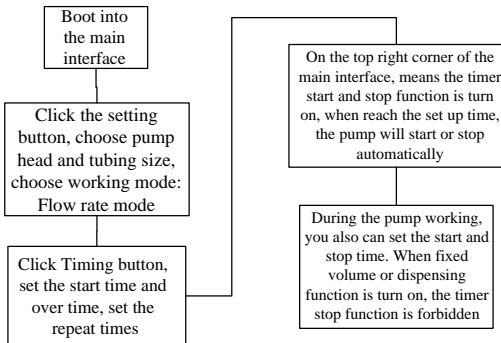 Boot into
the main
interface
Click the setting
button, choose pump
head and tubing size,
choose working mode:
Flow rate mode
Click Timing button,
set the start time and
over time, set the
repeat times
On the top right corner of the
main interface, means the timer
start and stop function is turn
on, when reach the set up time,
the pump will start or stop
automatically
During the pump working,
you also can set the start and
stop time. When fixed
volume or dispensing
function is turn on, the timer
stop function is forbidden